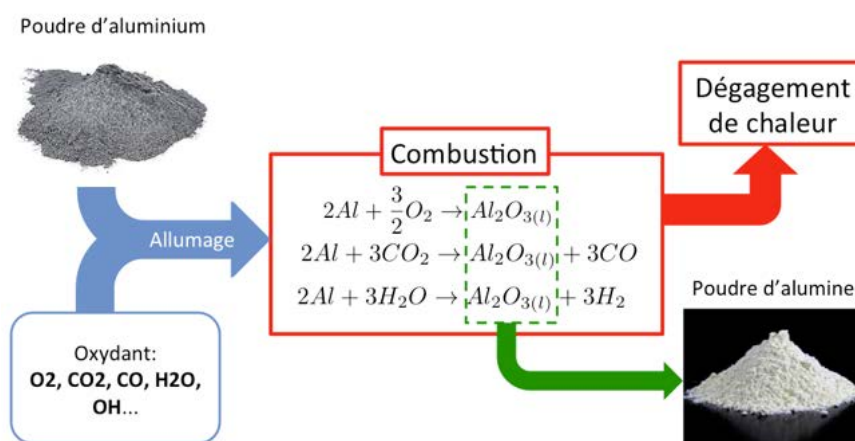 Poudre d'aluminium
Dégagement
de chaleur
Combustion
2Al + 3/2 O₂ → Al₂O₃₍ₗ₎
Allumage
2Al + 3CO₂ → Al₂O₃₍ₗ₎ + 3CO
2Al + 3H₂O → Al₂O₃₍ₗ₎ + 3H₂
Poudre d'alumine
Oxydant:
O2, CO2, CO, H2O,
OH...